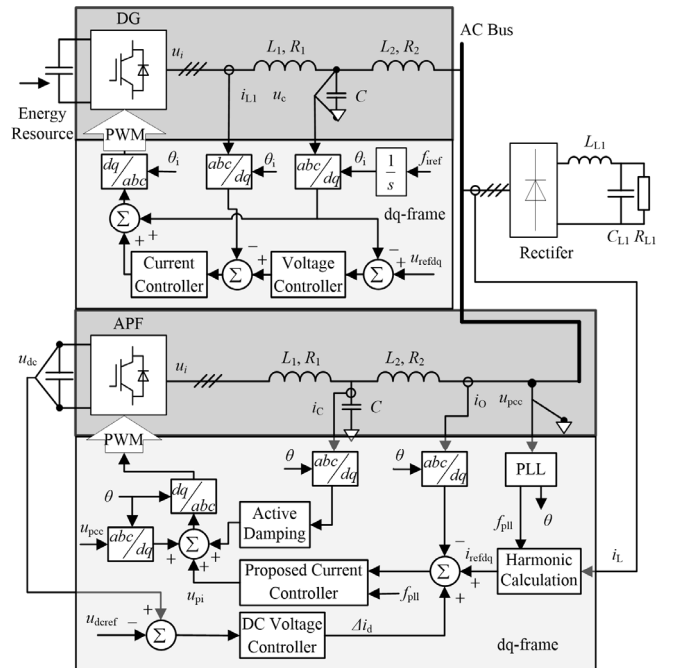 DG
AC Bus
u_i
L_1, R_1
L_2, R_2
i_L1
u_c
C
Energy
Resource
PWM
dq/abc
θ_i
abc/dq
θ_i
abc/dq
θ_i
1/s
f_iref
L_L1
Σ
dq-frame
C_L1 R_L1
Rectifer
+ +
−
+
−
+
Current
Controller
Σ
Voltage
Controller
Σ
u_refdq
APF
u_dc
u_i
L_1, R_1
L_2, R_2
i_C
C
i_O
u_pcc
PWM
θ
abc/dq
θ
abc/dq
PLL
θ
dq/abc
f_pll
θ
u_pcc
abc/dq
Active
Damping
+
Σ
+
+
−
i_refdq
Σ
+
+
Harmonic
Calculation
i_L
u_pi
Proposed Current
Controller
f_pll
+
u_dcref
−
Σ
DC Voltage
Controller
Δi_d
dq-frame